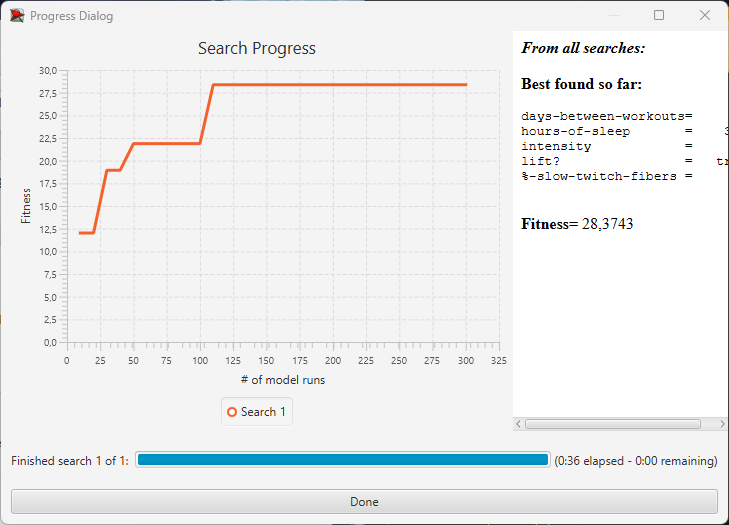 Progress Dialog
Search Progress
30,0
27,5
25,0
22,5
20,0
17,5
15,0
12,5
10,0
7,5
5,0
2,5
0,0
Fitness
0 25 50 75 100 125 150 175 200 225 250 275 300 325
# of model runs
Search 1
From all searches:
Best found so far:
days-between-workouts=
hours-of-sleep = 3
intensity =
lift? = tr
%-slow-twitch-fibers =
Fitness= 28,3743
Finished search 1 of 1:
(0:36 elapsed - 0:00 remaining)
Done